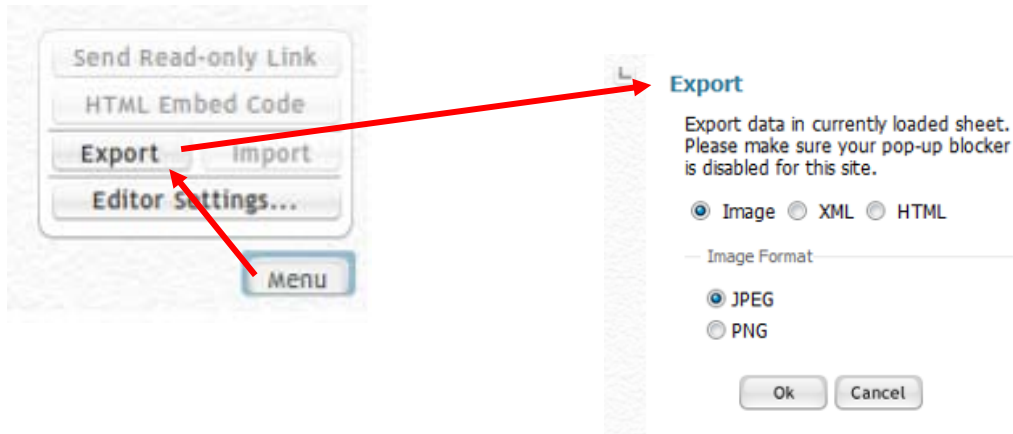 Send Read-only Link
HTML Embed Code
Export Import
Editor Settings...
Menu
Export
Export data in currently loaded sheet.
Please make sure your pop-up blocker
is disabled for this site.
Image XML HTML
Image Format
JPEG
PNG
Ok Cancel